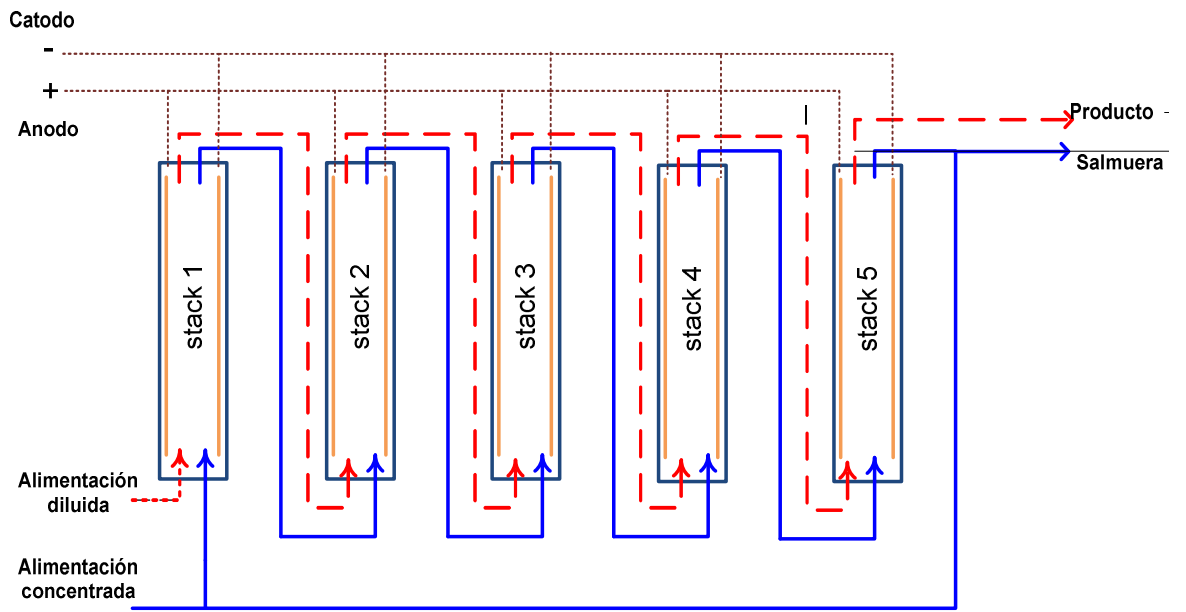 Catodo
-
+
Anodo
Producto
Salmuera
stack 1
stack 2
stack 3
stack 4
stack 5
Alimentación
diluida
Alimentación
concentrada